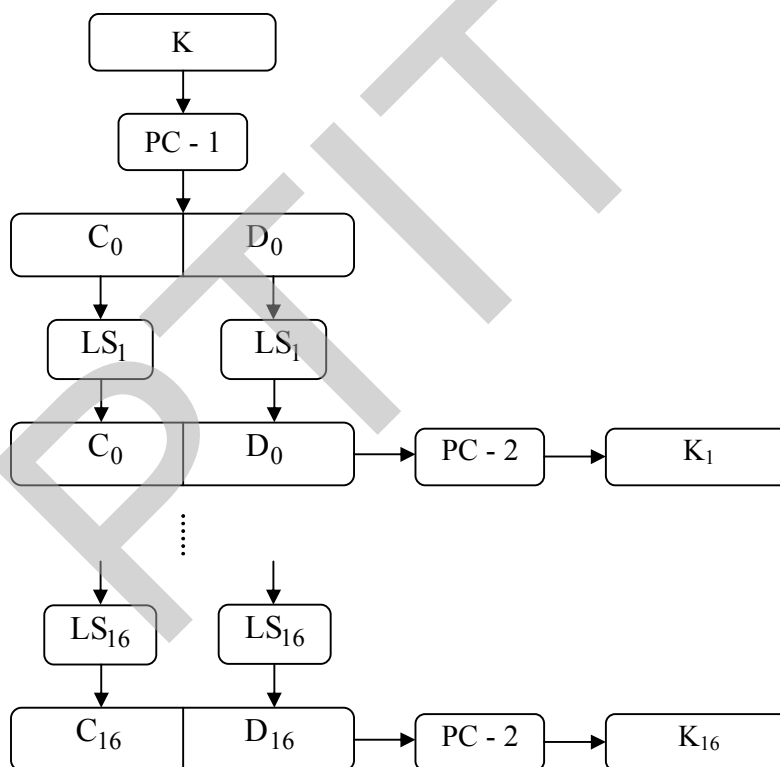 K
PC - 1
C₀ D₀
LS₁ LS₁
C₀ D₀ PC - 2 K₁
LS₁₆ LS₁₆
C₁₆ D₁₆ PC - 2 K₁₆
PTIT